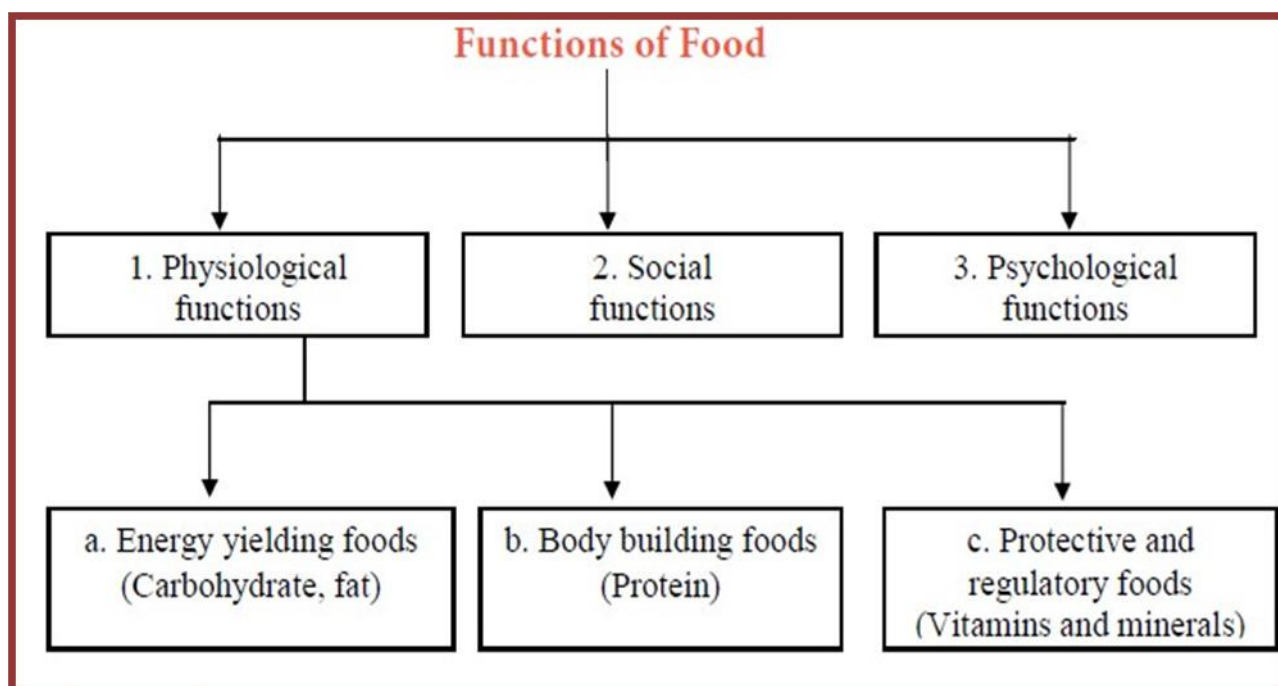 Functions of Food
1. Physiological
functions
2. Social
functions
3. Psychological
functions
a. Energy yielding foods
(Carbohydrate, fat)
b. Body building foods
(Protein)
c. Protective and
regulatory foods
(Vitamins and minerals)